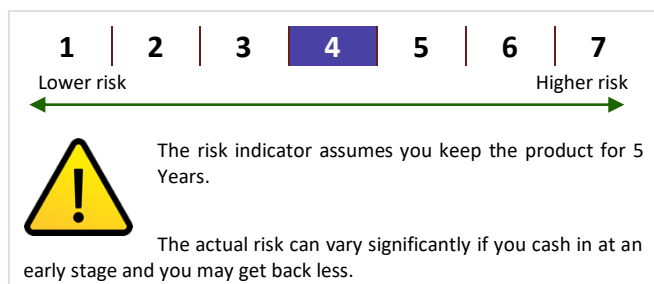 1 2 3 4 5 6 7
Lower risk Higher risk
The risk indicator assumes you keep the product for 5
Years.
The actual risk can vary significantly if you cash in at an
early stage and you may get back less.